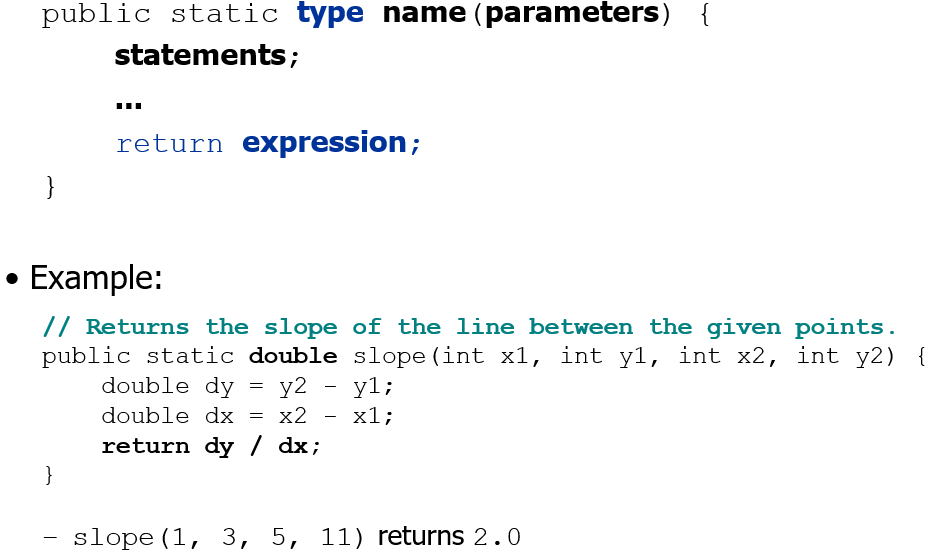 public static type name(parameters) {
statements;
...
return expression;
}
• Example:
// Returns the slope of the line between the given points.
public static double slope(int x1, int y1, int x2, int y2) {
double dy = y2 - y1;
double dx = x2 - x1;
return dy / dx;
}
– slope(1, 3, 5, 11) returns 2.0